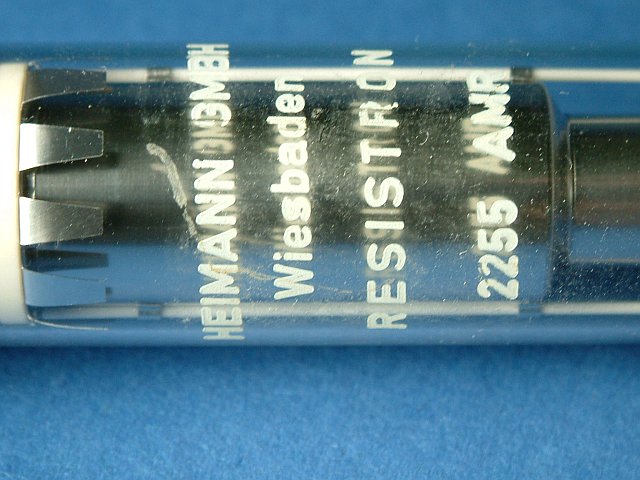 HEIMANN GMBH
Wiesbaden
RESISTRON
2255 AMR